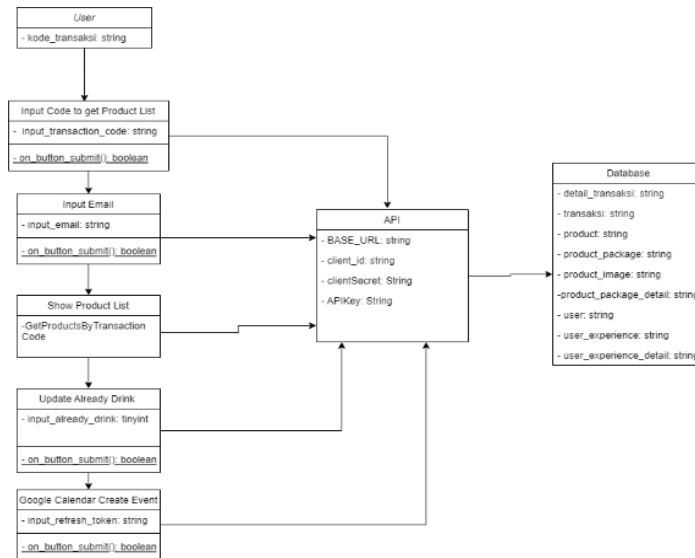 User
- kode_transaksi: string
Input Code to get Product List
- input_transaction_code: string
- on_button_submit(): boolean
Input Email
- input_email: string
- on_button_submit(): boolean
Show Product List
-GetProductsByTransaction
Code
Update Already Drink
- input_already_drink: tinyint
- on_button_submit(): boolean
Google Calendar Create Event
- input_refresh_token: string
- on_button_submit(): boolean
API
- BASE_URL: string
- client_id: string
- clientSecret: String
- APIKey: String
Database
- detail_transaksi: string
- transaksi: string
- product: string
- product_package: string
- product_image: string
-product_package_detail: string
- user: string
- user_experience: string
- user_experience_detail: string